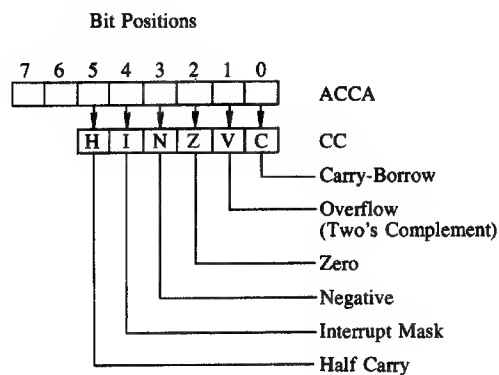 Bit Positions
7 6 5 4 3 2 1 0
ACCA
H I N Z V C
CC
Carry-Borrow
Overflow
(Two's Complement)
Zero
Negative
Interrupt Mask
Half Carry